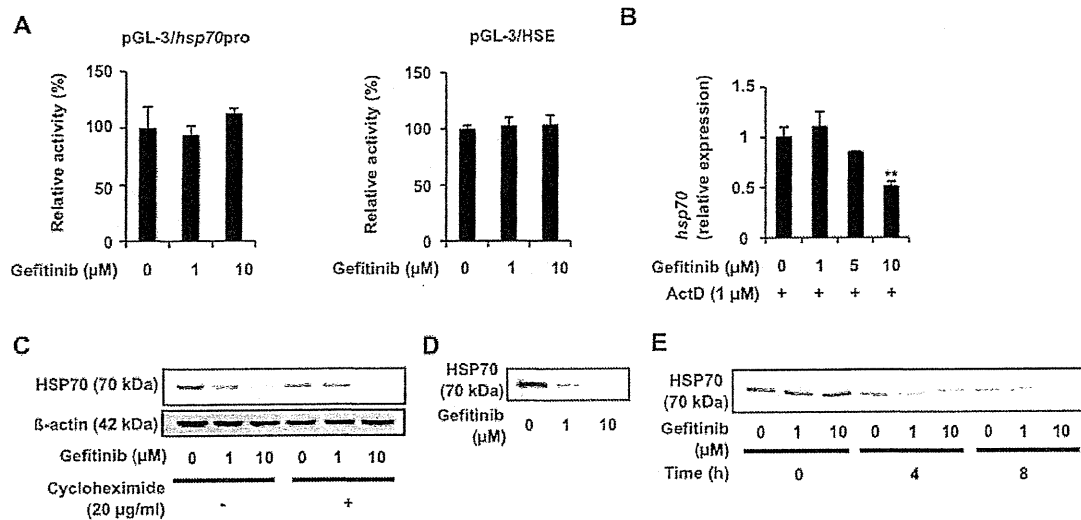 A
pGL-3/hsp70pro
Relative activity (%)
150
100
50
0
Gefitinib (µM) 0 1 10
pGL-3/HSE
Relative activity (%)
150
100
50
0
Gefitinib (µM) 0 1 10
B
hsp70
(relative expression)
1.5
1
0.5
0
**
Gefitinib (µM) 0 1 5 10
ActD (1 µM) + + + +
C
HSP70 (70 kDa)
ß-actin (42 kDa)
Gefitinib (µM) 0 1 10 0 1 10
Cycloheximide
(20 µg/ml) - +
D
HSP70
(70 kDa)
Gefitinib 0 1 10
(µM)
E
HSP70
(70 kDa)
Gefitinib 0 1 10 0 1 10 0 1 10
(µM)
Time (h) 0 4 8